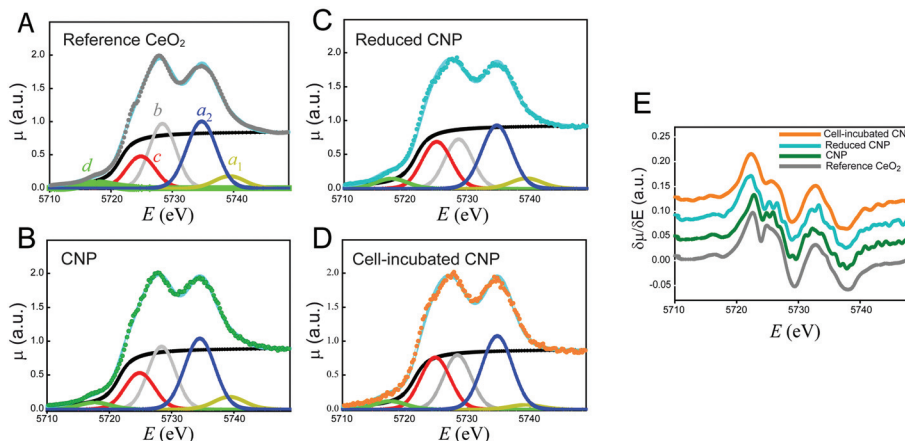 A
Reference CeO₂
μ (a.u.)
2.0
1.5
1.0
0.5
0.0
d
c
b
a₂
a₁
5710
5720
5730
5740
E (eV)
C
Reduced CNP
μ (a.u.)
2.0
1.5
1.0
0.5
0.0
5710
5720
5730
5740
E (eV)
B
CNP
μ (a.u.)
2.0
1.5
1.0
0.5
0.0
5710
5720
5730
5740
E (eV)
D
Cell-incubated CNP
μ (a.u.)
2.0
1.5
1.0
0.5
0.0
5710
5720
5730
5740
E (eV)
E
Cell-incubated CN
Reduced CNP
CNP
Reference CeO₂
δμ/δE (a.u.)
0.25
0.20
0.15
0.10
0.05
0.00
-0.05
5710
5720
5730
5740
E (eV)